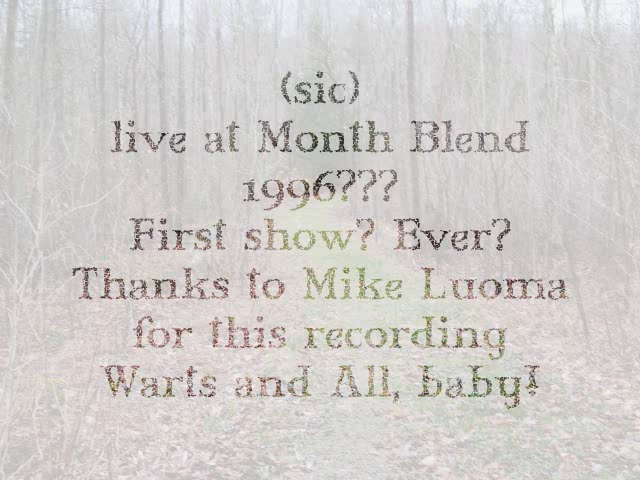 (sic)
live at Month Blend
1996???
First show? Ever?
Thanks to Mike Luoma
for this recording
Warts and All, baby!